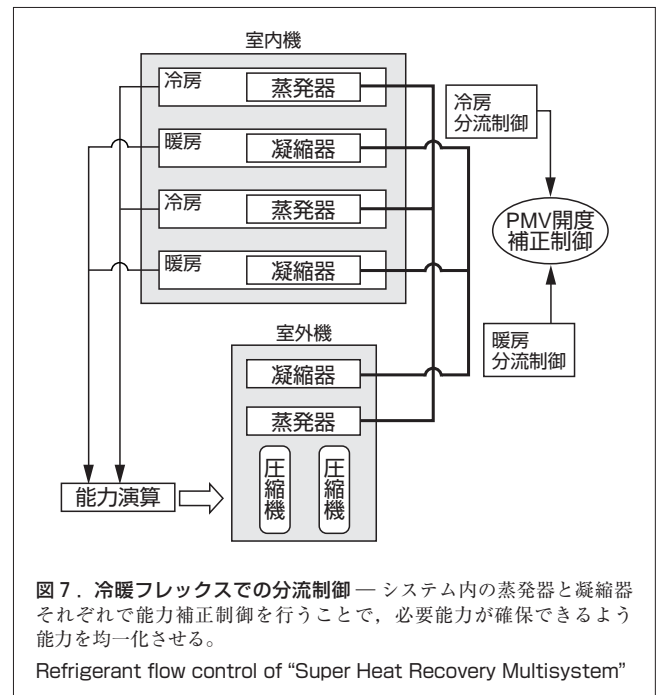 室内機
冷房
蒸発器
暖房
凝縮器
冷房
蒸発器
暖房
凝縮器
冷房
分流制御
PMV開度
補正制御
暖房
分流制御
室外機
凝縮器
蒸発器
圧縮機
圧縮機
能力演算
図7．冷暖フレックスでの分流制御 — システム内の蒸発器と凝縮器
それぞれで能力補正制御を行うことで，必要能力が確保できるよう
能力を均一化させる。
Refrigerant flow control of “Super Heat Recovery Multisystem”